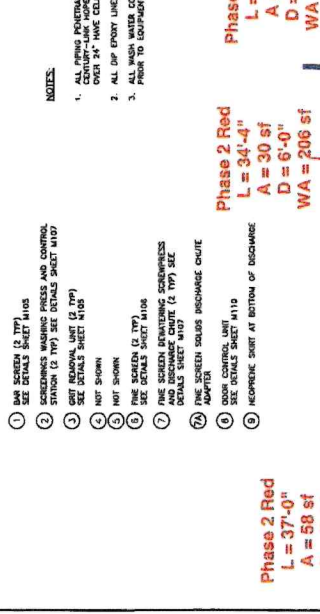 NOTES:
1. ALL PIPING PENETRA
CENTURY-LINK HOPE
OVER 24" HAVE CEL
2. ALL DIP EPOXY LINE
3. ALL WASH WATER CO
PRIOR TO EQUIPMENT
1 BAR SCREEN (2 TYP)
SEE DETAILS SHEET M105
2 SCREENINGS WASHING PRESS AND CONTROL
STATION (2 TYP) SEE DETAILS SHEET M107
3 GRIT REMOVAL UNIT (2 TYP)
SEE DETAILS SHEET M105
4 NOT SHOWN
5 NOT SHOWN
6 FINE SCREEN (2 TYP)
SEE DETAILS SHEET M106
7 FINE SCREEN DEWATERING SCREWPRESS
AND DISCHARGE CHUTE (2 TYP) SEE
DETAILS SHEET M107
7A FINE SCREEN SOLIDS DISCHARGE CHUTE
ADAPTER
8 ODOR CONTROL UNIT
SEE DETAILS SHEET M110
9 NEOPRENE SKIRT AT BOTTOM OF DISCHARGE
Phase
L =
A
D =
WA
Phase 2 Red
L = 34'-4"
A = 30 sf
D = 6'-0"
WA = 206 sf
Phase 2 Red
L = 37'-0"
A = 58 sf